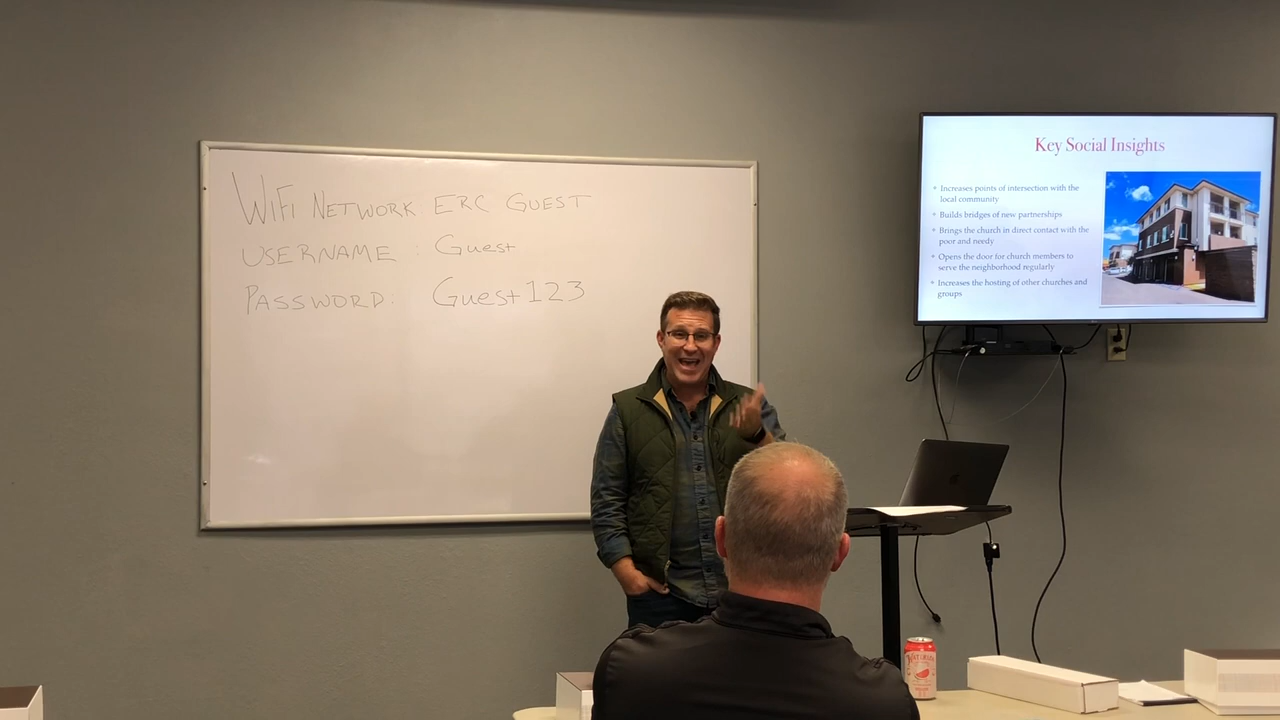 WIFI NETWORK ERC GUEST
USERNAME : Guest
PASSWORD: Guest123
Key Social Insights
• Increases points of intersection with the
local community
• Builds bridges of new partnerships
• Brings the church in direct contact with the
poor and needy
• Opens the door for church members to
serve the neighborhood regularly
• Increases the hosting of other churches and
groups